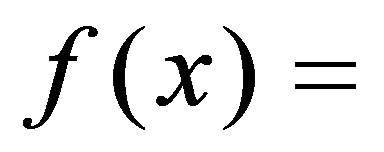 f(x) =